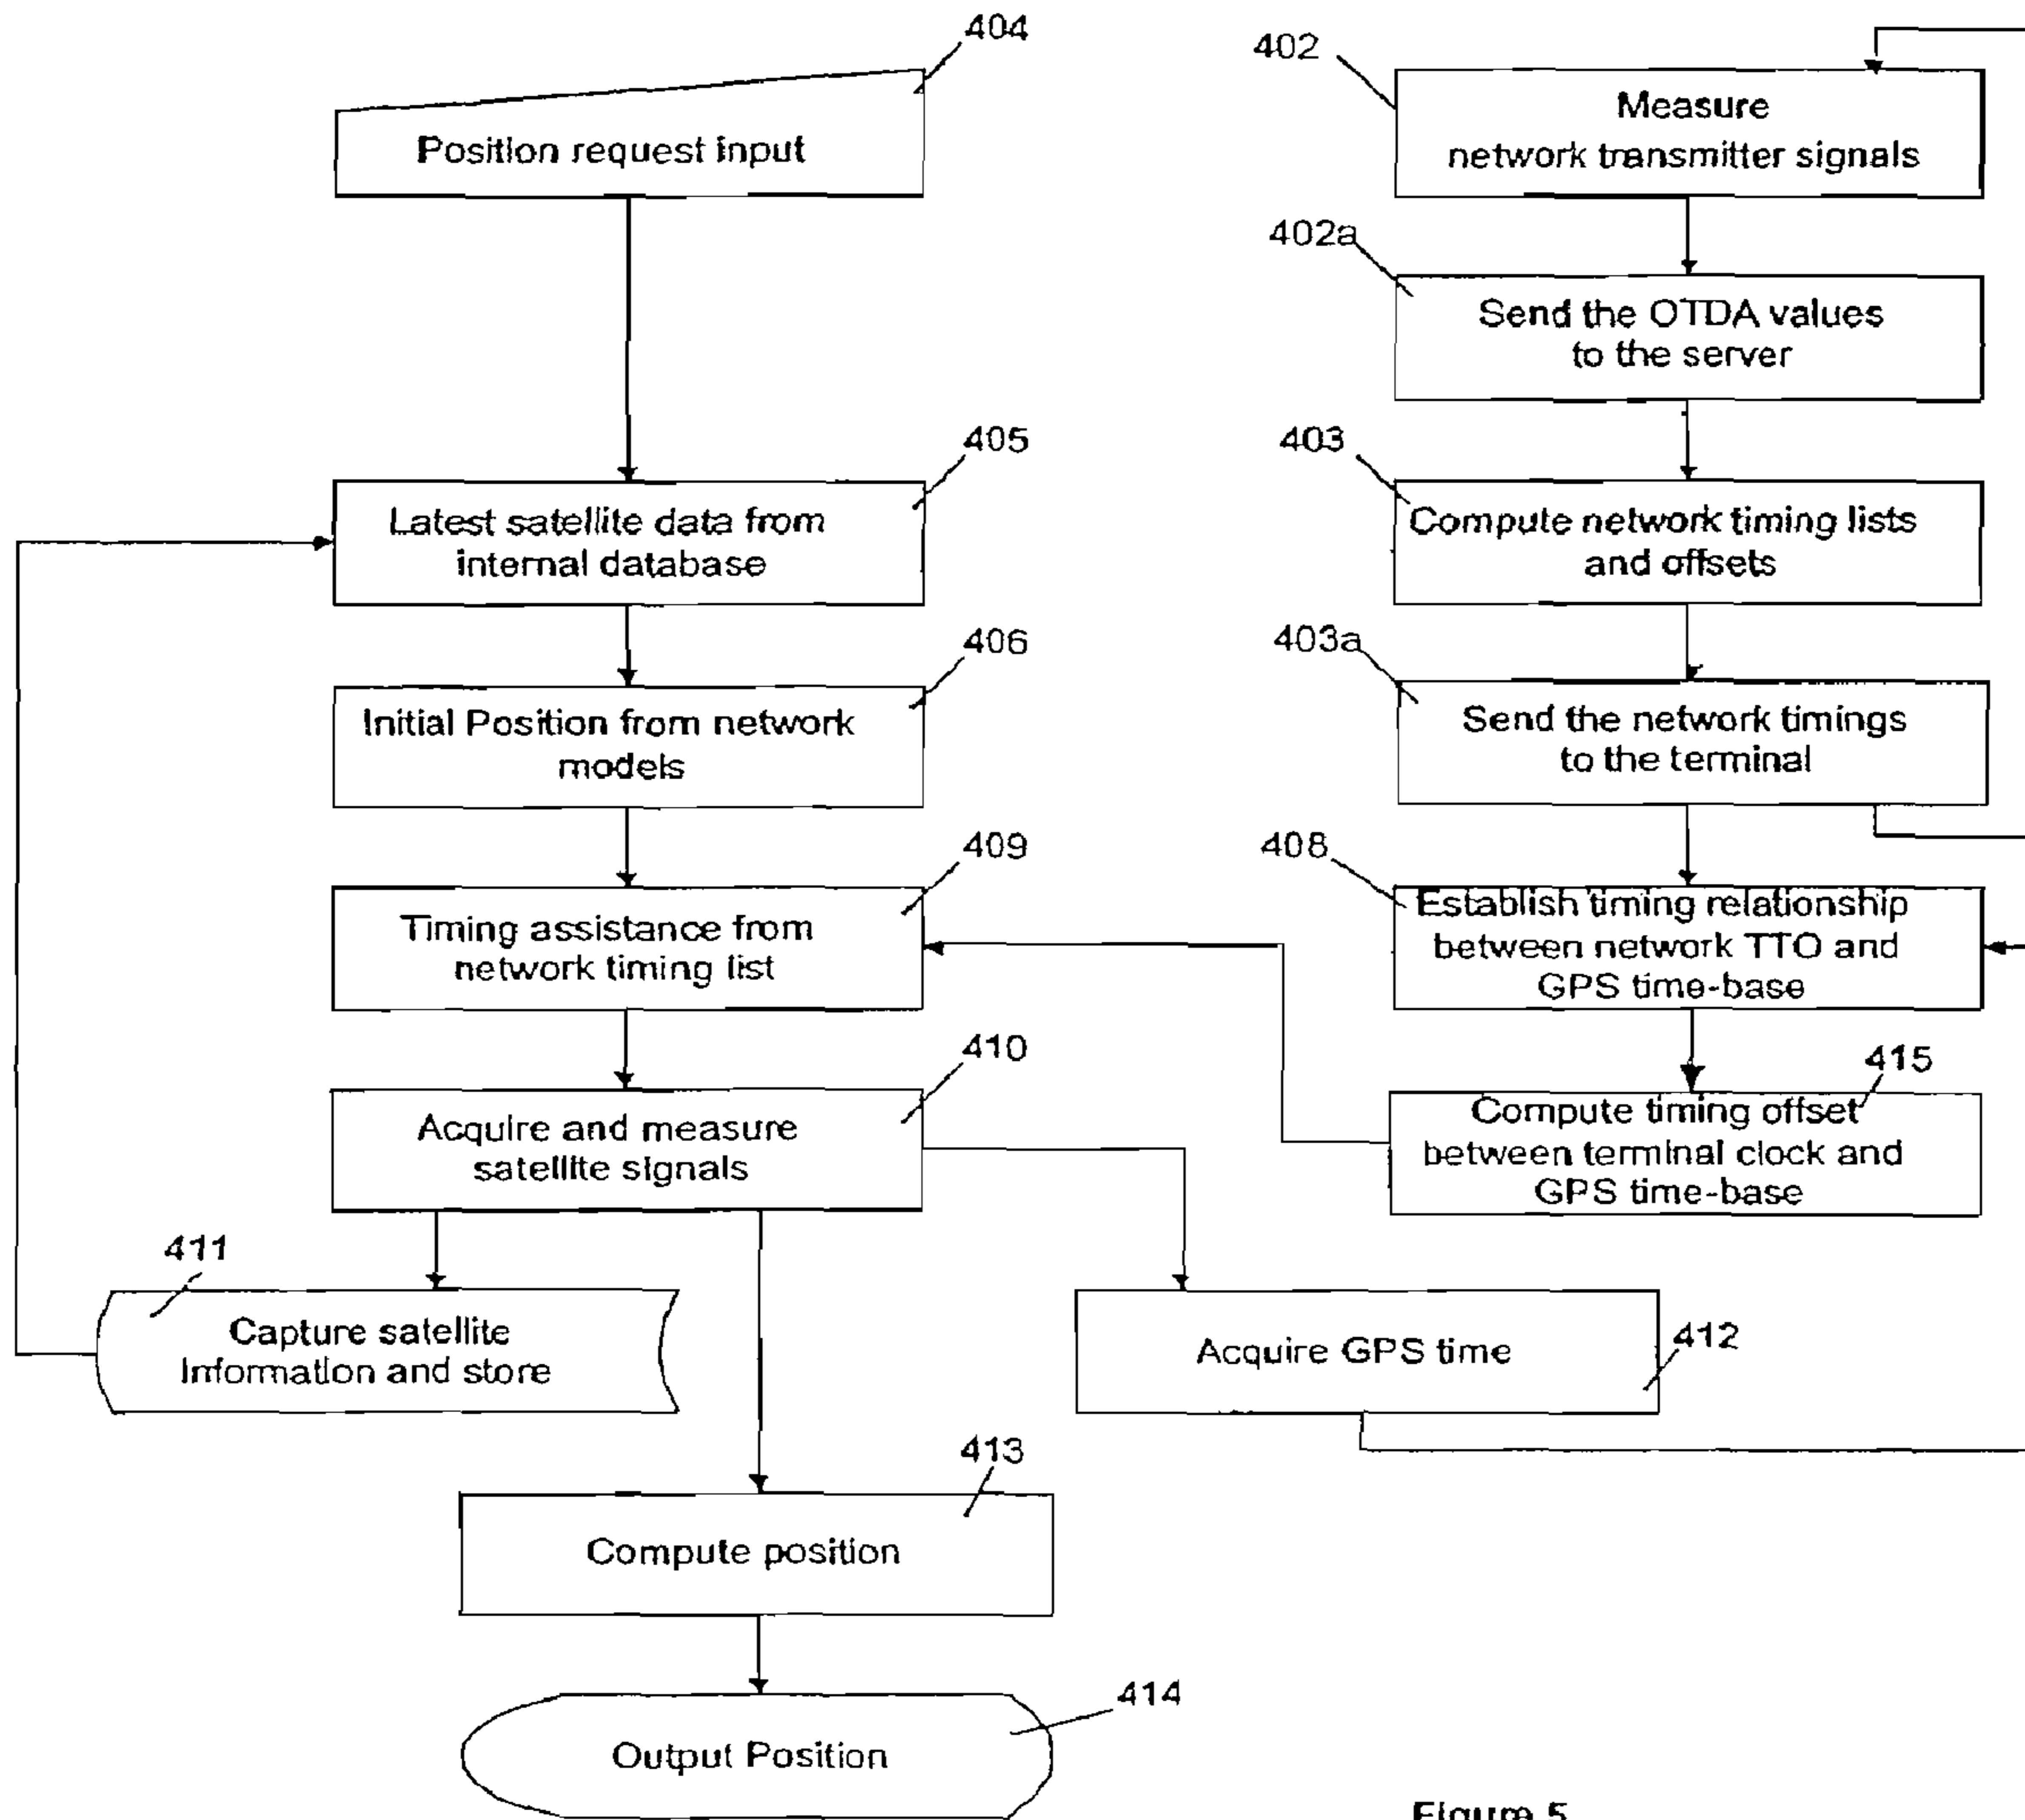 404
Position request input
405
Latest satellite data from
internal database
406
Initial Position from network
models
409
Timing assistance from
network timing list
410
Acquire and measure
satellite signals
411
Capture satellite
Information and store
412
Acquire GPS time
413
Compute position
414
Output Position
402
Measure
network transmitter signals
402a
Send the OTDA values
to the server
403
Compute network timing lists
and offsets
403a
Send the network timings
to the terminal
408
Establish timing relationship
between network TTO and
GPS time-base
415
Compute timing offset
between terminal clock and
GPS time-base
Figure 5